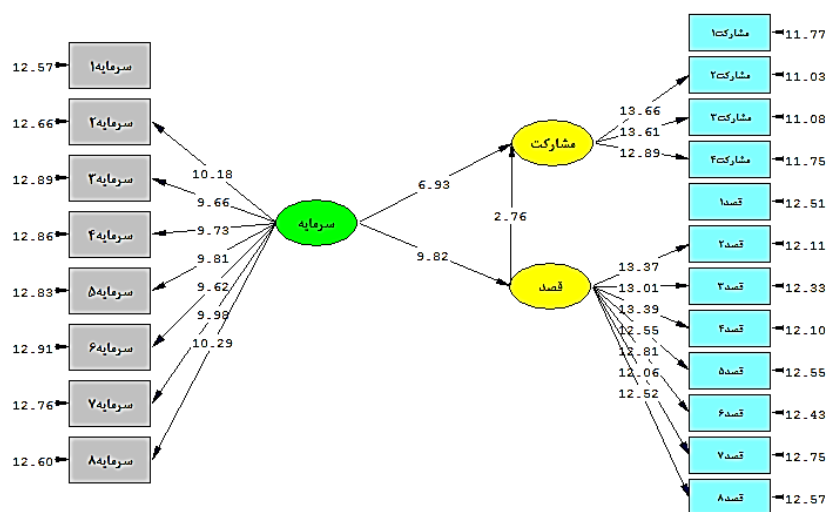 12.57 سرمایه۱
12.66 سرمایه۲
12.89 سرمایه۳
12.86 سرمایه۴
12.83 سرمایه۵
12.91 سرمایه۶
12.76 سرمایه۷
12.60 سرمایه۸
10.18
9.66
9.73
9.81
9.62
9.98
10.29
سرمایه
6.93
9.82
2.76
مشارکت
قصد
13.66
13.61
12.89
13.37
13.01
13.39
12.55
12.81
12.06
12.52
مشارکت۱ 11.77
مشارکت۲ 11.03
مشارکت۳ 11.08
مشارکت۴ 11.75
قصد۱ 12.51
قصد۲ 12.11
قصد۳ 12.33
قصد۴ 12.10
قصد۵ 12.55
قصد۶ 12.43
قصد۷ 12.75
قصد۸ 12.57